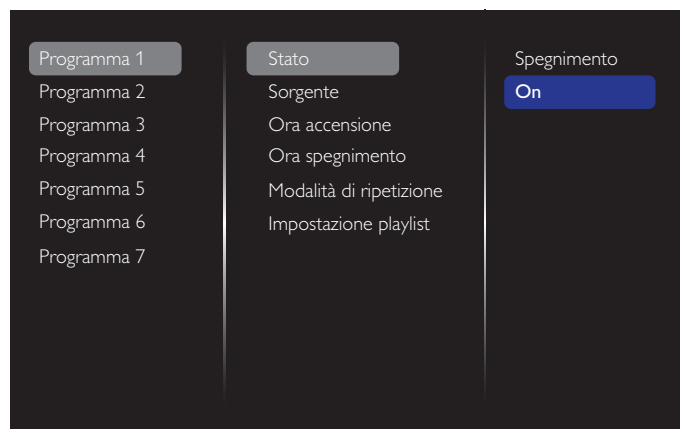 Programma 1
Programma 2
Programma 3
Programma 4
Programma 5
Programma 6
Programma 7
Stato
Sorgente
Ora accensione
Ora spegnimento
Modalità di ripetizione
Impostazione playlist
Spegnimento
On